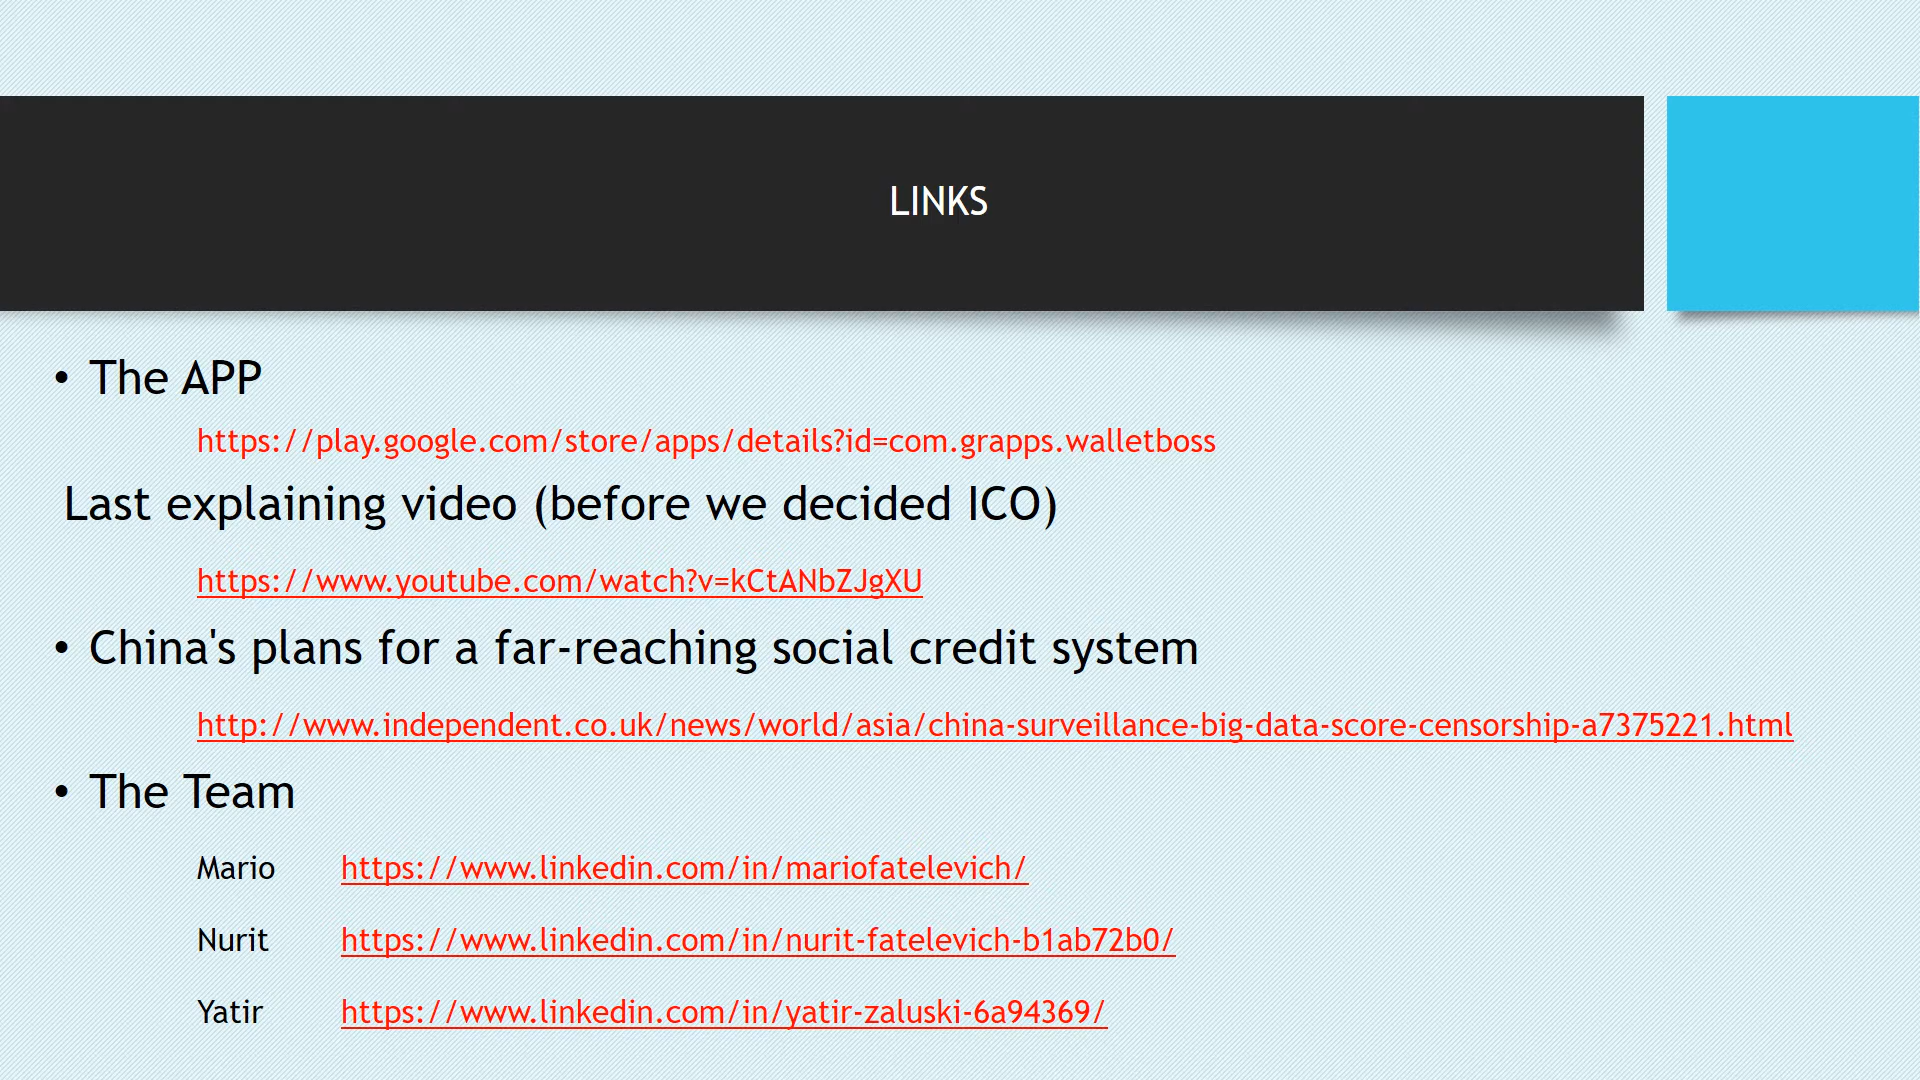 LINKS
• The APP
https://play.google.com/store/apps/details?id=com.grapps.walletboss
Last explaining video (before we decided ICO)
https://www.youtube.com/watch?v=kCtANbZJgXU
• China's plans for a far-reaching social credit system
http://www.independent.co.uk/news/world/asia/china-surveillance-big-data-score-censorship-a7375221.html
• The Team
Mario https://www.linkedin.com/in/mariofatelevich/
Nurit https://www.linkedin.com/in/nurit-fatelevich-b1ab72b0/
Yatir https://www.linkedin.com/in/yatir-zaluski-6a94369/